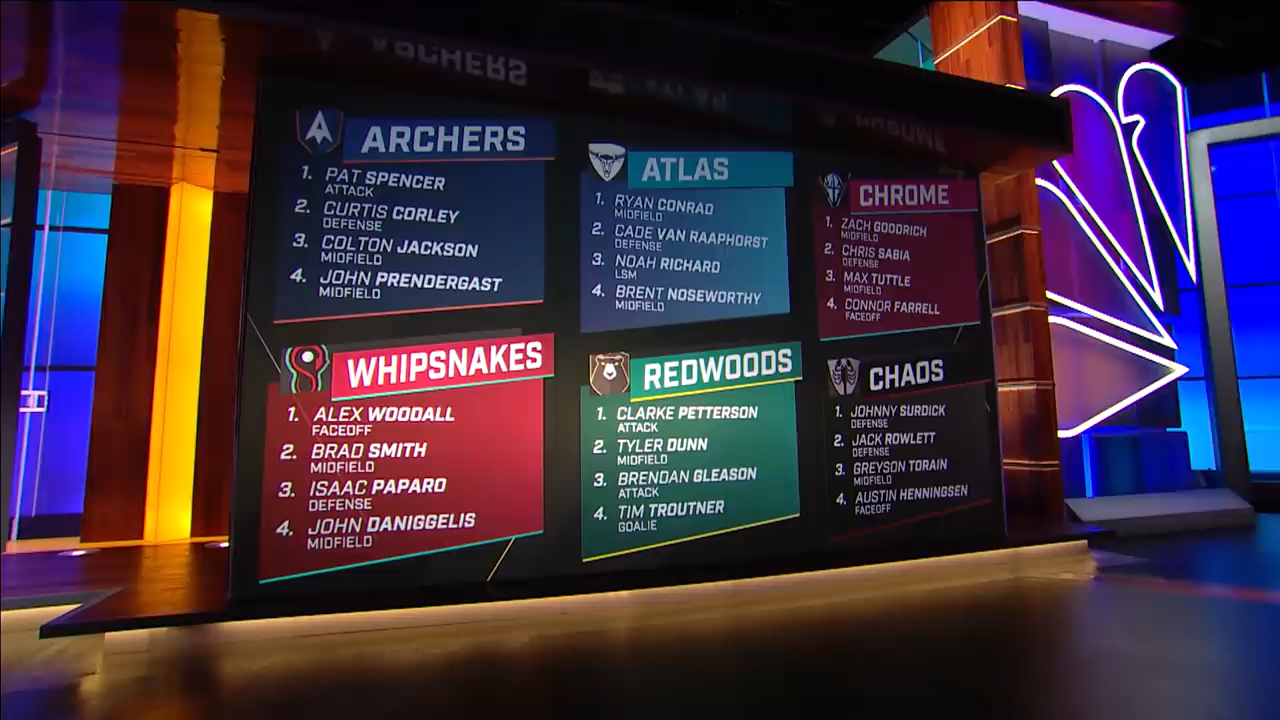 ARCHERS
1. PAT SPENCER
ATTACK
2. CURTIS CORLEY
DEFENSE
3. COLTON JACKSON
MIDFIELD
4. JOHN PRENDERGAST
MIDFIELD
ATLAS
1. RYAN CONRAD
MIDFIELD
2. CADE VAN RAAPHORST
DEFENSE
3. NOAH RICHARD
LSM
4. BRENT NOSEWORTHY
MIDFIELD
CHROME
1. ZACH GOODRICH
MIDFIELD
2. CHRIS SABIA
DEFENSE
3. MAX TUTTLE
MIDFIELD
4. CONNOR FARRELL
FACEOFF
WHIPSNAKES
1. ALEX WOODALL
FACEOFF
2. BRAD SMITH
MIDFIELD
3. ISAAC PAPARO
DEFENSE
4. JOHN DANIGGELIS
MIDFIELD
REDWOODS
1. CLARKE PETTERSON
ATTACK
2. TYLER DUNN
MIDFIELD
3. BRENDAN GLEASON
ATTACK
4. TIM TROUTNER
GOALIE
CHAOS
1. JOHNNY SURDICK
DEFENSE
2. JACK ROWLETT
DEFENSE
3. GREYSON TORAIN
MIDFIELD
4. AUSTIN HENNINGSEN
FACEOFF